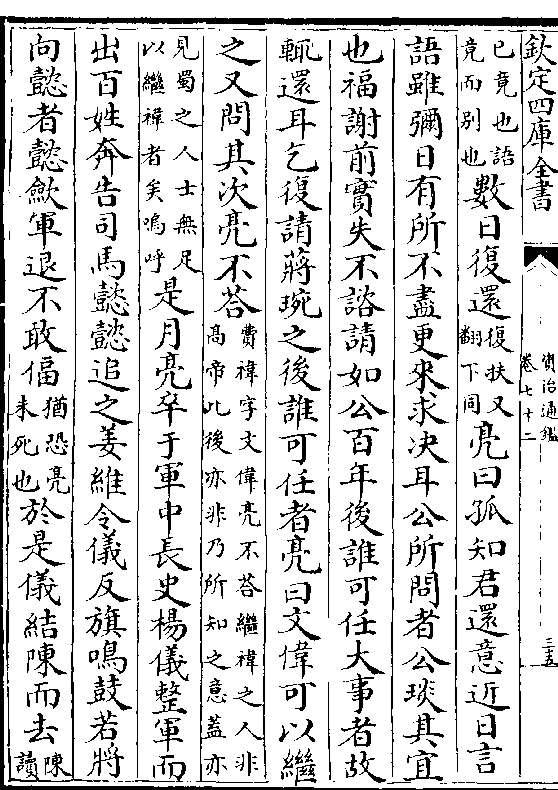 欽定四庫全書
資治通鑑
卷七十二
三五
已竟也語竟而别也數日復還復扶又翻下同亮曰孤知君還意近日言
語雖彌日有所不盡更來求决耳公所問者公琰其宜
也福謝前實失不諮請如公百年後誰可任大事者故
輒還耳乞復請蔣琬之後誰可任者亮曰文偉可以繼
之又問其次亮不答費禕字文偉亮不答繼禕之人非高帝此後亦非乃所知之意蓋亦
見蜀之人士無足以繼禕者矣嗚呼是月亮卒于軍中長史楊儀整軍而
出百姓奔告司馬懿懿追之姜維令儀反旗鳴鼓若將
向懿者懿斂軍退不敢偪猶恐亮未死也於是儀結陳而去陳讀